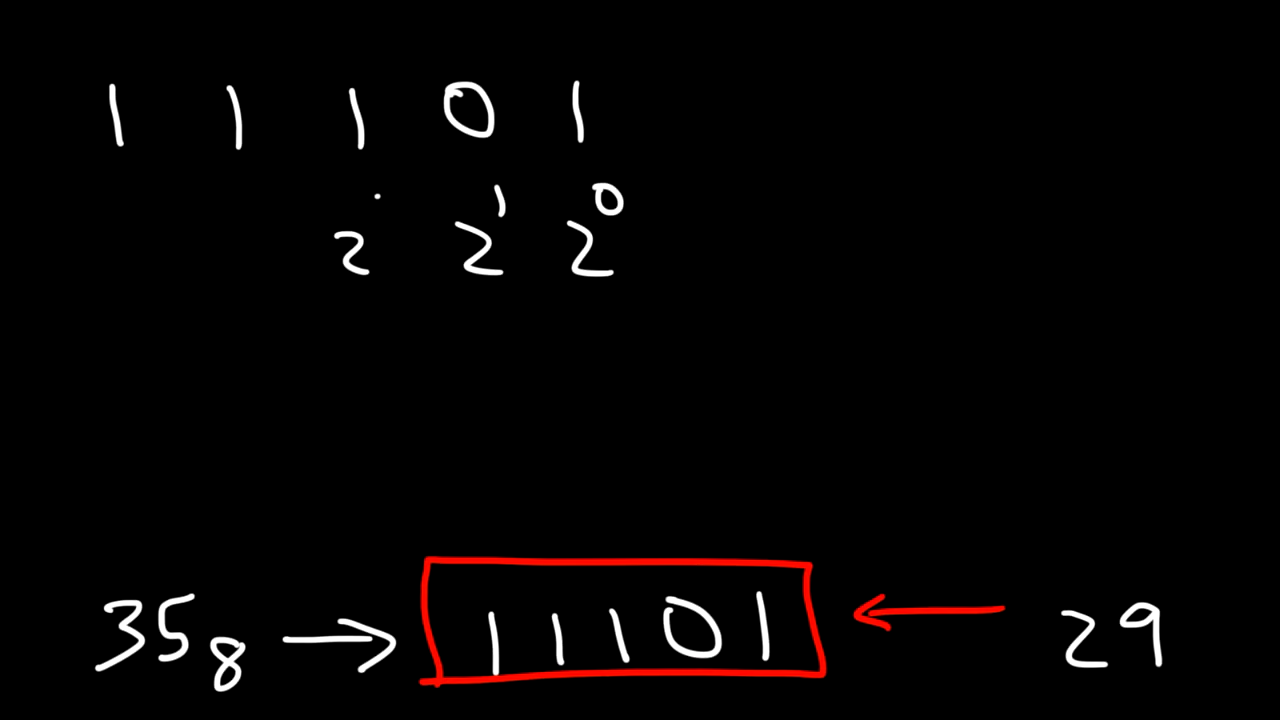 1 1 1 0 1
2 2¹ 2⁰
35₈ → 11101 ← 29